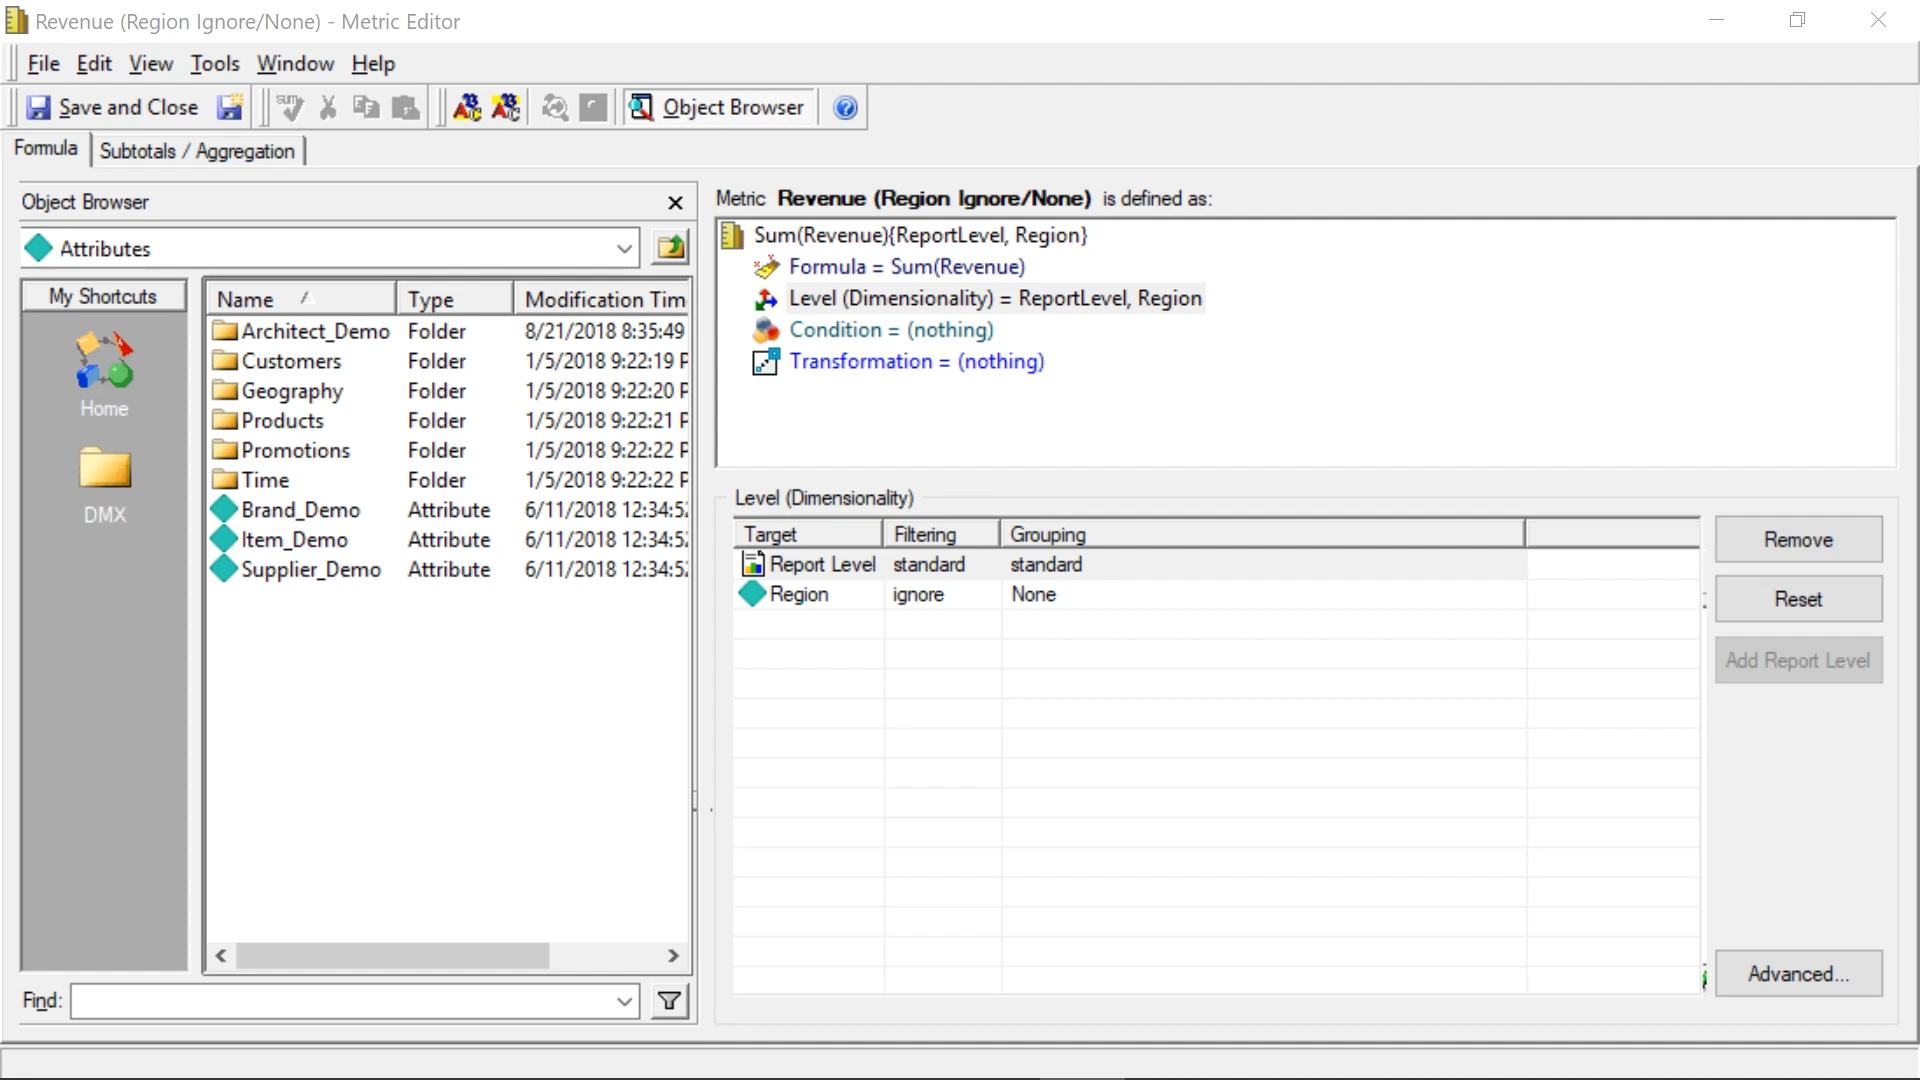 Revenue (Region Ignore/None) - Metric Editor
File Edit View Tools Window Help
Save and Close Object Browser
Formula Subtotals / Aggregation
Object Browser
Attributes
My Shortcuts
Home
DMX
Name Type Modification Tim
Architect_Demo Folder 8/21/2018 8:35:49
Customers Folder 1/5/2018 9:22:19 P
Geography Folder 1/5/2018 9:22:20 P
Products Folder 1/5/2018 9:22:21 P
Promotions Folder 1/5/2018 9:22:22 P
Time Folder 1/5/2018 9:22:22 P
Brand_Demo Attribute 6/11/2018 12:34:5
Item_Demo Attribute 6/11/2018 12:34:5
Supplier_Demo Attribute 6/11/2018 12:34:5
Find:
Metric Revenue (Region Ignore/None) is defined as:
Sum(Revenue){ReportLevel, Region}
Formula = Sum(Revenue)
Level (Dimensionality) = ReportLevel, Region
Condition = (nothing)
Transformation = (nothing)
Level (Dimensionality)
Target Filtering Grouping
Report Level standard standard
Region ignore None
Remove
Reset
Add Report Level
Advanced...